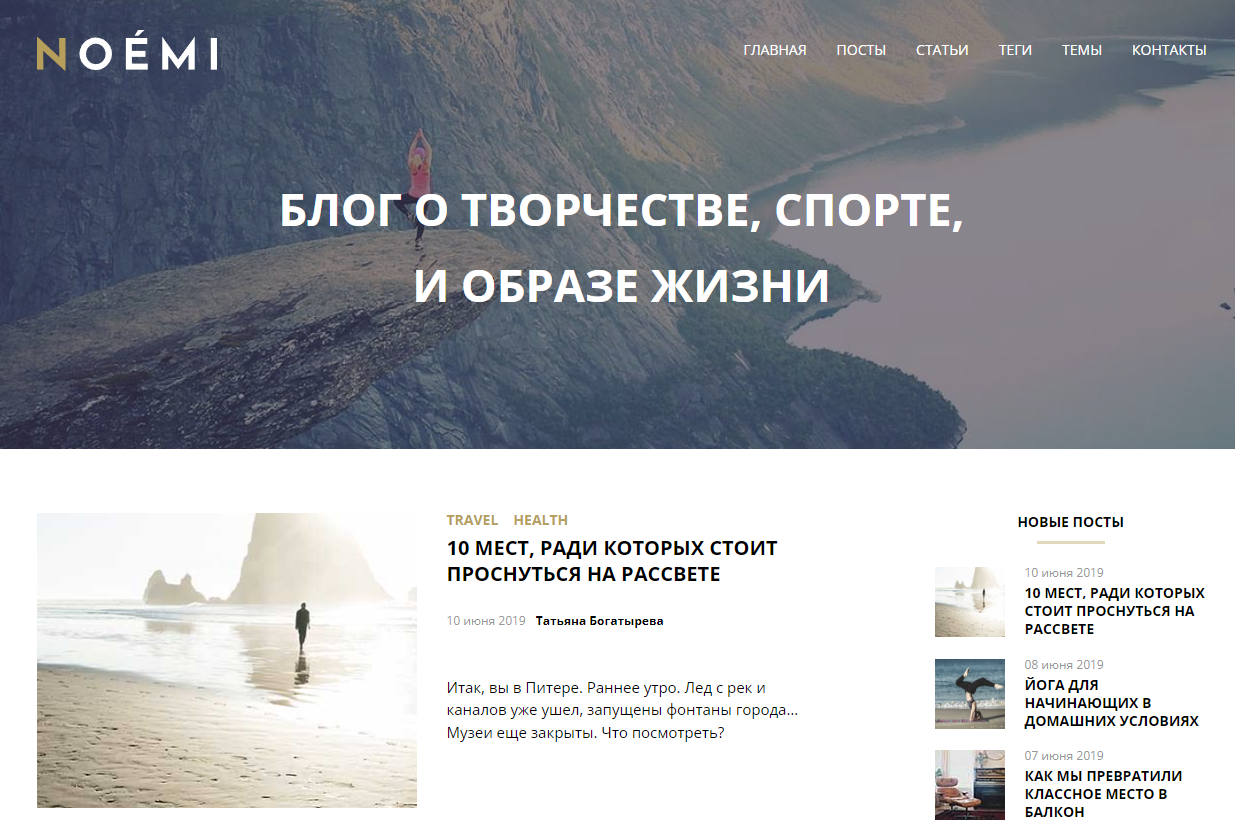 NOÉMI
ГЛАВНАЯ ПОСТЫ СТАТЬИ ТЕГИ ТЕМЫ КОНТАКТЫ
БЛОГ О ТВОРЧЕСТВЕ, СПОРТЕ,
И ОБРАЗЕ ЖИЗНИ
TRAVEL HEALTH
10 МЕСТ, РАДИ КОТОРЫХ СТОИТ
ПРОСНУТЬСЯ НА РАССВЕТЕ
10 июня 2019 Татьяна Богатырева
Итак, вы в Питере. Раннее утро. Лед с рек и
каналов уже ушел, запущены фонтаны города...
Музеи еще закрыты. Что посмотреть?
НОВЫЕ ПОСТЫ
10 июня 2019
10 МЕСТ, РАДИ КОТОРЫХ
СТОИТ ПРОСНУТЬСЯ НА
РАССВЕТЕ
08 июня 2019
ЙОГА ДЛЯ
НАЧИНАЮЩИХ В
ДОМАШНИХ УСЛОВИЯХ
07 июня 2019
КАК МЫ ПРЕВРАТИЛИ
КЛАССНОЕ МЕСТО В
БАЛКОН